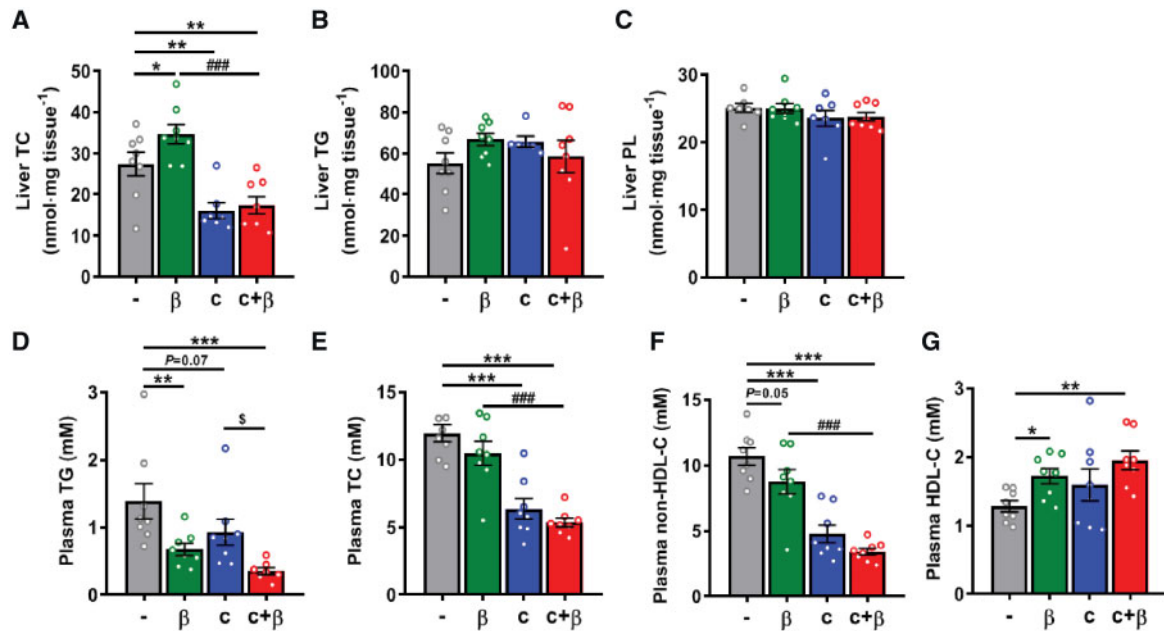 A
**
**
*
###
Liver TC
(nmol·mg tissue⁻¹)
50
40
30
20
10
0
- β c c+β
B
Liver TG
(nmol·mg tissue⁻¹)
100
80
60
40
20
0
- β c c+β
C
Liver PL
(nmol·mg tissue⁻¹)
30
20
10
0
- β c c+β
D
***
P=0.07
**
$
Plasma TG (mM)
3
2
1
0
- β c c+β
E
***
***
###
Plasma TC (mM)
15
10
5
0
- β c c+β
F
***
***
P=0.05
###
Plasma non-HDL-C (mM)
15
10
5
0
- β c c+β
G
**
*
Plasma HDL-C (mM)
3
2
1
0
- β c c+β